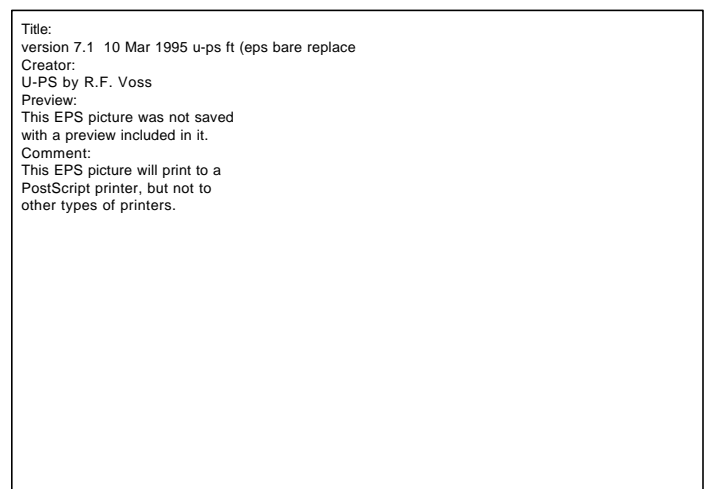 Title:
version 7.1  10 Mar 1995 u-ps ft (eps bare replace
Creator:
U-PS by R.F. Voss
Preview:
This EPS picture was not saved
with a preview included in it.
Comment:
This EPS picture will print to a
PostScript printer, but not to
other types of printers.